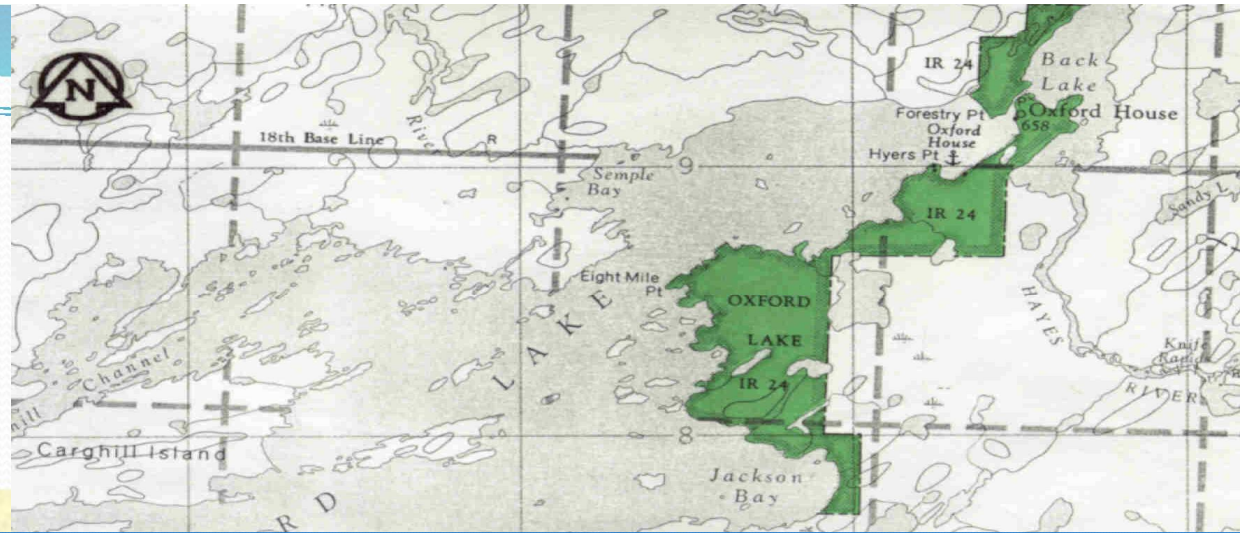 N
IR 24
Back
Lake
Forestry Pt
Oxford House
658
Oxford
House
Hyers Pt
18th Base Line
River
R
9
Semple
Bay
IR 24
Sandy L
Eight Mile
Pt
OXFORD
LAKE
IR 24
LAKE
HAYES
Knife
Rapids
RIVER
Channel
8
Carghill Island
Jackson
Bay
RD